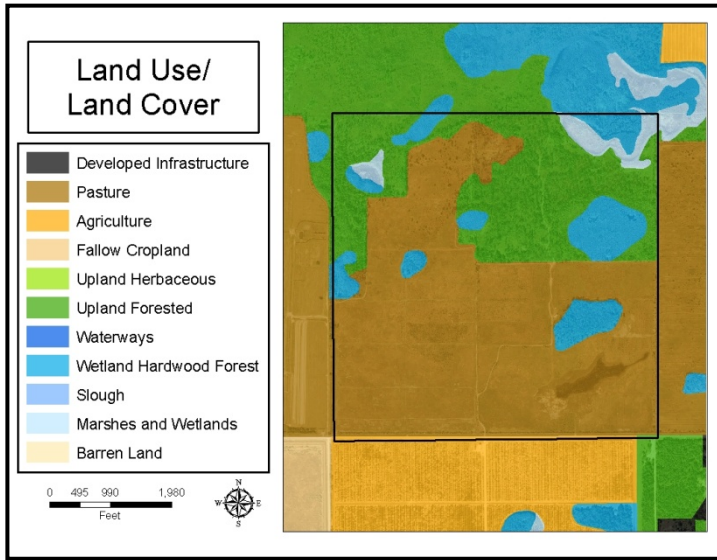 Land Use/
Land Cover
Developed Infrastructure
Pasture
Agriculture
Fallow Cropland
Upland Herbaceous
Upland Forested
Waterways
Wetland Hardwood Forest
Slough
Marshes and Wetlands
Barren Land
0 495 990 1,980
Feet
N
W E
S